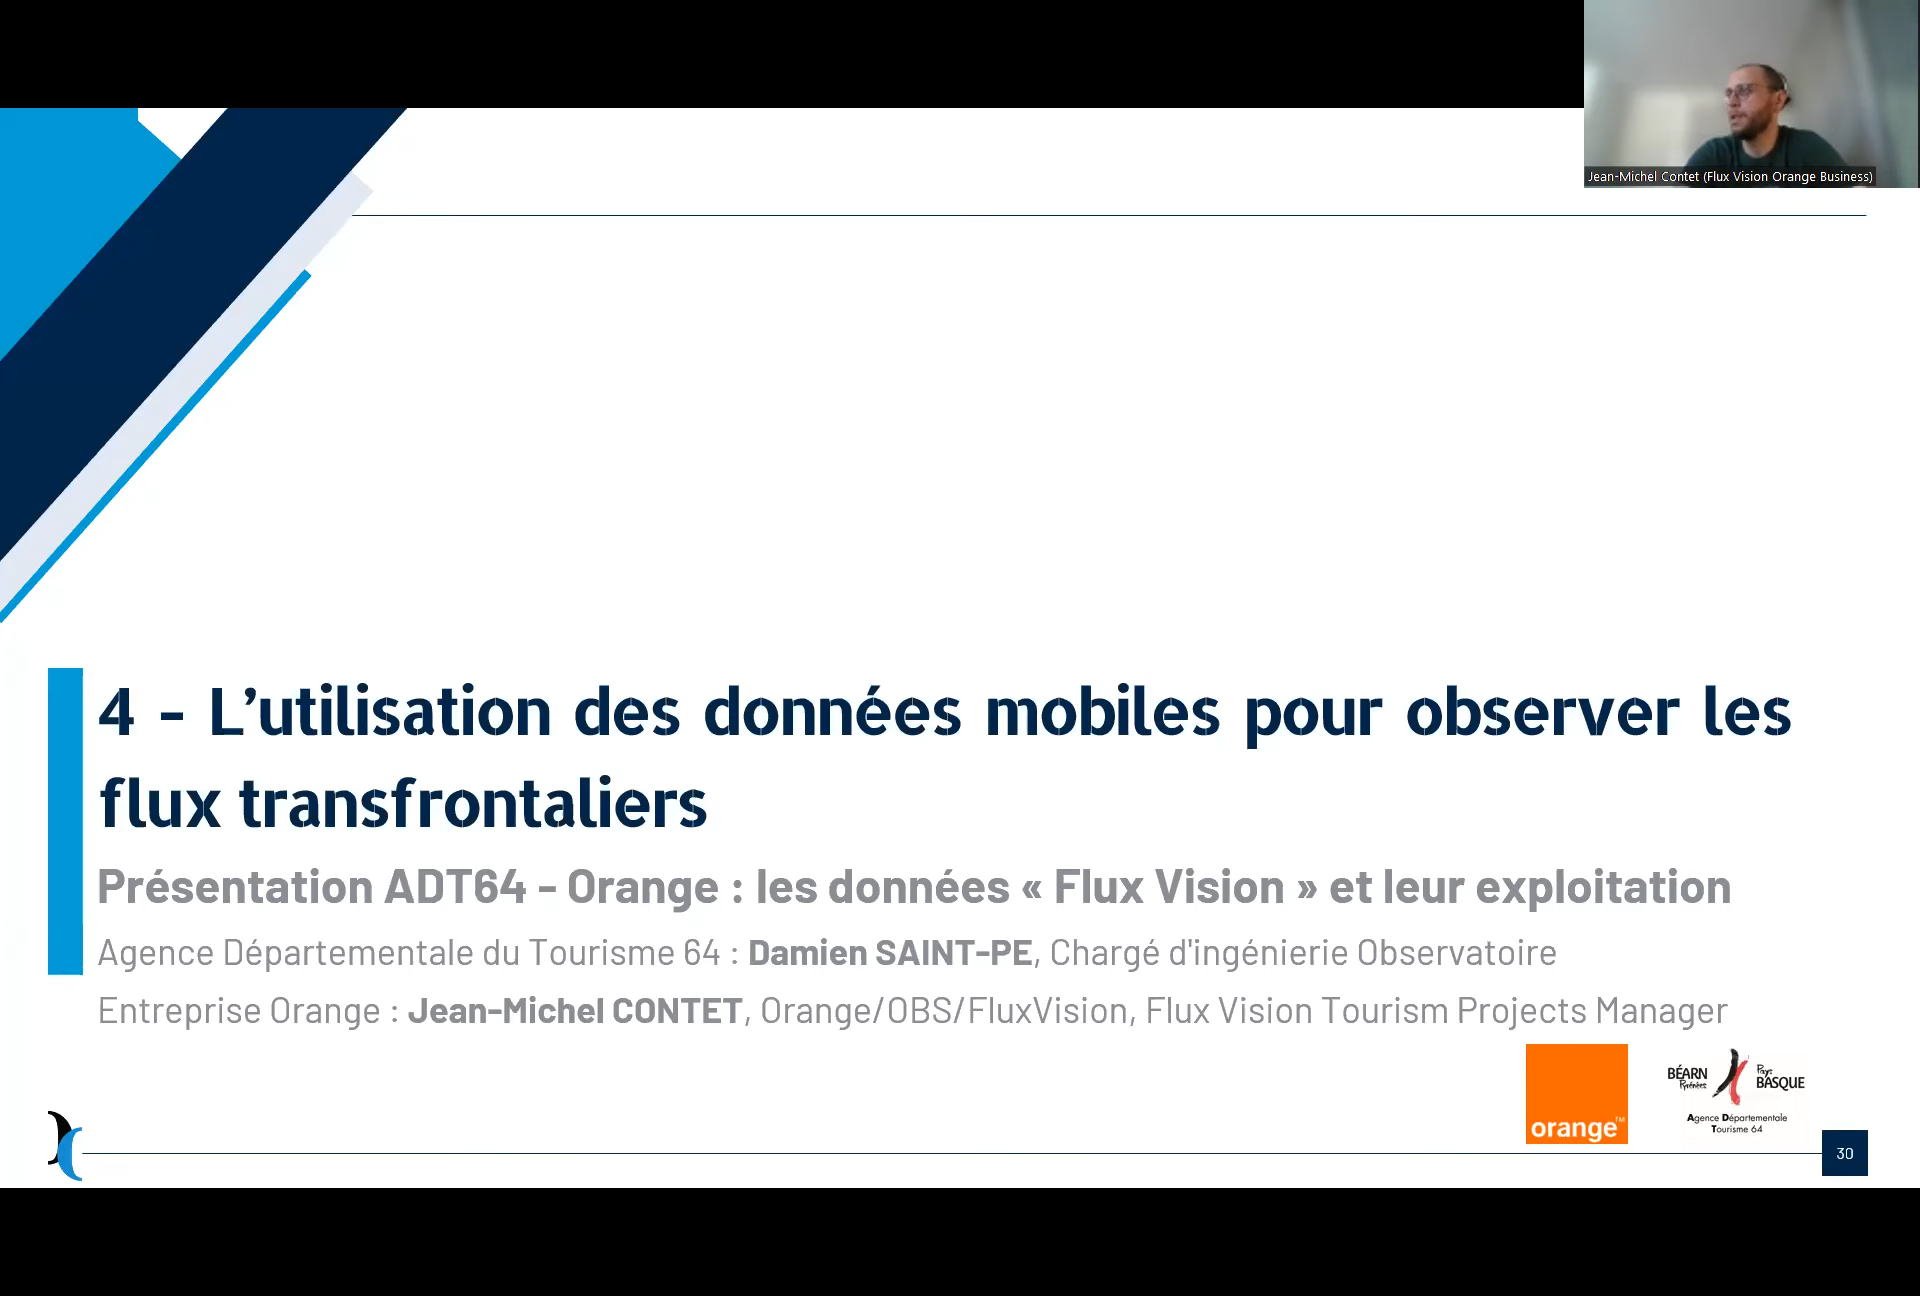 Jean-Michel Contet (Flux Vision Orange Business)
4 - L’utilisation des données mobiles pour observer les
flux transfrontaliers
Présentation ADT64 - Orange : les données « Flux Vision » et leur exploitation
Agence Départementale du Tourisme 64 : Damien SAINT-PE, Chargé d'ingénierie Observatoire
Entreprise Orange : Jean-Michel CONTET, Orange/OBS/FluxVision, Flux Vision Tourism Projects Manager
orange™
BÉARN
Pyrénées
Pays
BASQUE
Agence Départementale
Tourisme 64
30